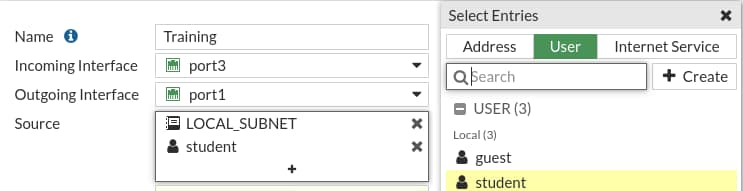 Name Training
Incoming Interface port3
Outgoing Interface port1
Source LOCAL_SUBNET
student
+
Select Entries
Address User Internet Service
Search + Create
USER (3)
Local (3)
guest
student